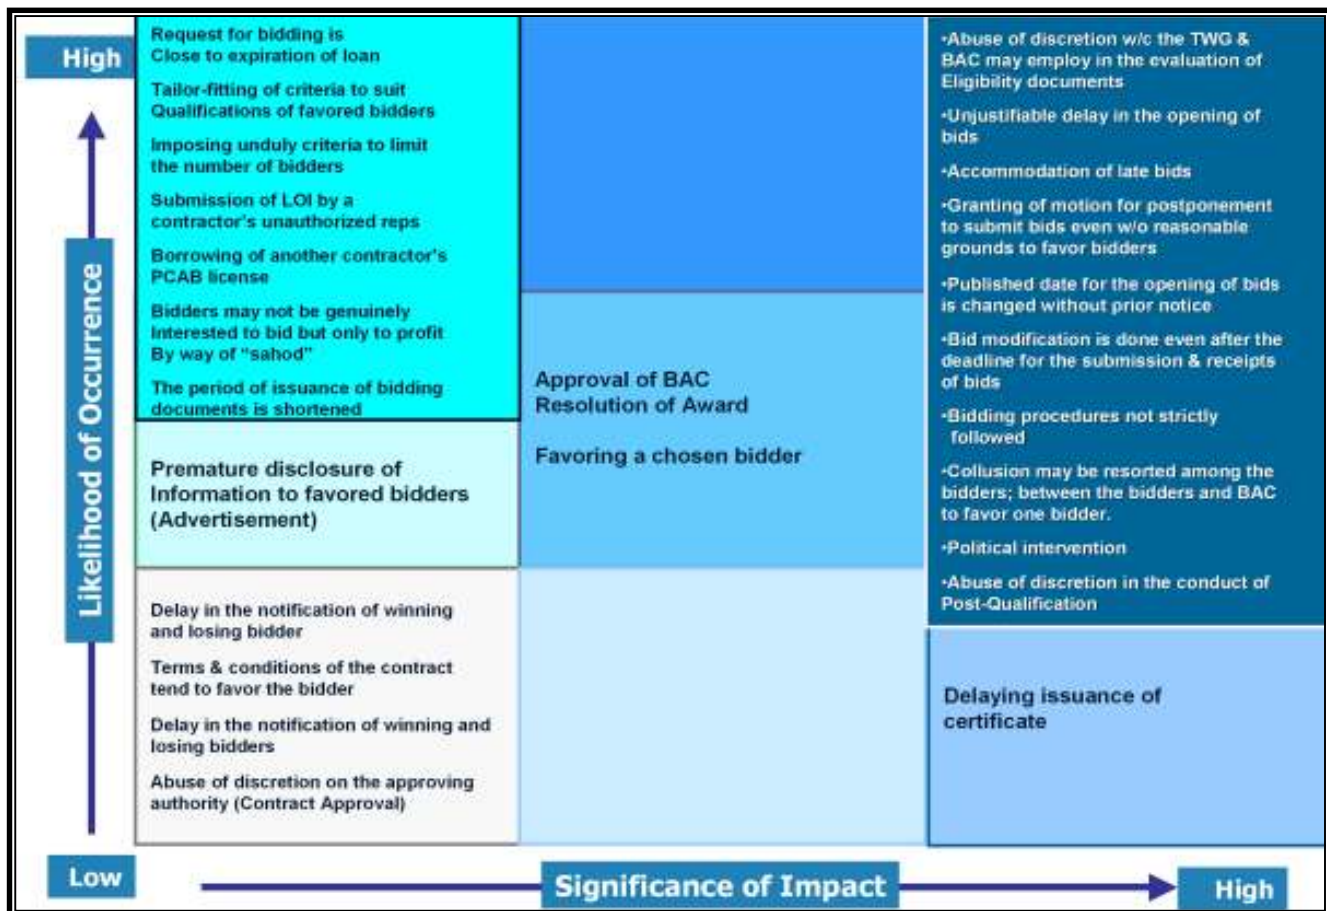 High
Request for bidding is
Close to expiration of loan
Tailor-fitting of criteria to suit
Qualifications of favored bidders
Imposing unduly criteria to limit
the number of bidders
Submission of LOI by a
contractor's unauthorized reps
Borrowing of another contractor's
PCAB license
Bidders may not be genuinely
Interested to bid but only to profit
By way of "sahod"
The period of issuance of bidding
documents is shortened
Premature disclosure of
Information to favored bidders
(Advertisement)
Delay in the notification of winning
and losing bidder
Terms & conditions of the contract
tend to favor the bidder
Delay in the notification of winning and
losing bidders
Abuse of discretion on the approving
authority (Contract Approval)
Approval of BAC
Resolution of Award
Favoring a chosen bidder
•Abuse of discretion w/c the TWG &
BAC may employ in the evaluation of
Eligibility documents
•Unjustifiable delay in the opening of
bids
•Accommodation of late bids
•Granting of motion for postponement
to submit bids even w/o reasonable
grounds to favor bidders
•Published date for the opening of bids
is changed without prior notice
•Bid modification is done even after the
deadline for the submission & receipts
of bids
•Bidding procedures not strictly
followed
•Collusion may be resorted among the
bidders; between the bidders and BAC
to favor one bidder.
•Political intervention
•Abuse of discretion in the conduct of
Post-Qualification
Delaying issuance of
certificate
Likelihood of Occurrence
Low
Significance of Impact
High